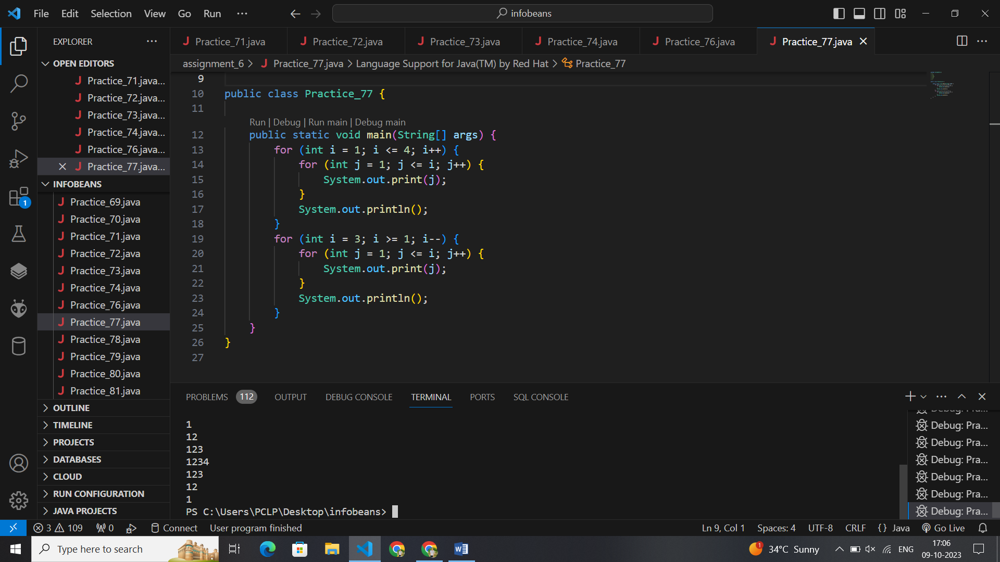 File Edit Selection View Go Run ... infobeans
EXPLORER ...
OPEN EDITORS
Practice_71.java...
Practice_72.java...
Practice_73.java...
Practice_74.java...
Practice_76.java...
Practice_77.java...
INFOBEANS
Practice_69.java
Practice_70.java
Practice_71.java
Practice_72.java
Practice_73.java
Practice_74.java
Practice_76.java
Practice_77.java
Practice_78.java
Practice_79.java
Practice_80.java
Practice_81.java
OUTLINE
TIMELINE
PROJECTS
DATABASES
CLOUD
RUN CONFIGURATION
JAVA PROJECTS
1
Practice_71.java Practice_72.java Practice_73.java Practice_74.java Practice_76.java Practice_77.java
assignment_6 > Practice_77.java > Language Support for Java(TM) by Red Hat > Practice_77
9
10 public class Practice_77 {
11
Run | Debug | Run main | Debug main
12 public static void main(String[] args) {
13 for (int i = 1; i <= 4; i++) {
14 for (int j = 1; j <= i; j++) {
15 System.out.print(j);
16 }
17 System.out.println();
18 }
19 for (int i = 3; i >= 1; i--) {
20 for (int j = 1; j <= i; j++) {
21 System.out.print(j);
22 }
23 System.out.println();
24 }
25 }
26 }
27
PROBLEMS 112 OUTPUT DEBUG CONSOLE TERMINAL PORTS SQL CONSOLE
1
12
123
1234
123
12
1
PS C:\Users\PCLP\Desktop\infobeans>
Debug: Pra...
Debug: Pra...
Debug: Pra...
Debug: Pra...
Debug: Pra...
Debug: Pra...
Debug: Pra...
3 109 0 Connect User program finished Ln 9, Col 1 Spaces: 4 UTF-8 CRLF {} Java Go Live
Type here to search 1 34°C Sunny ENG 17:06
09-10-2023